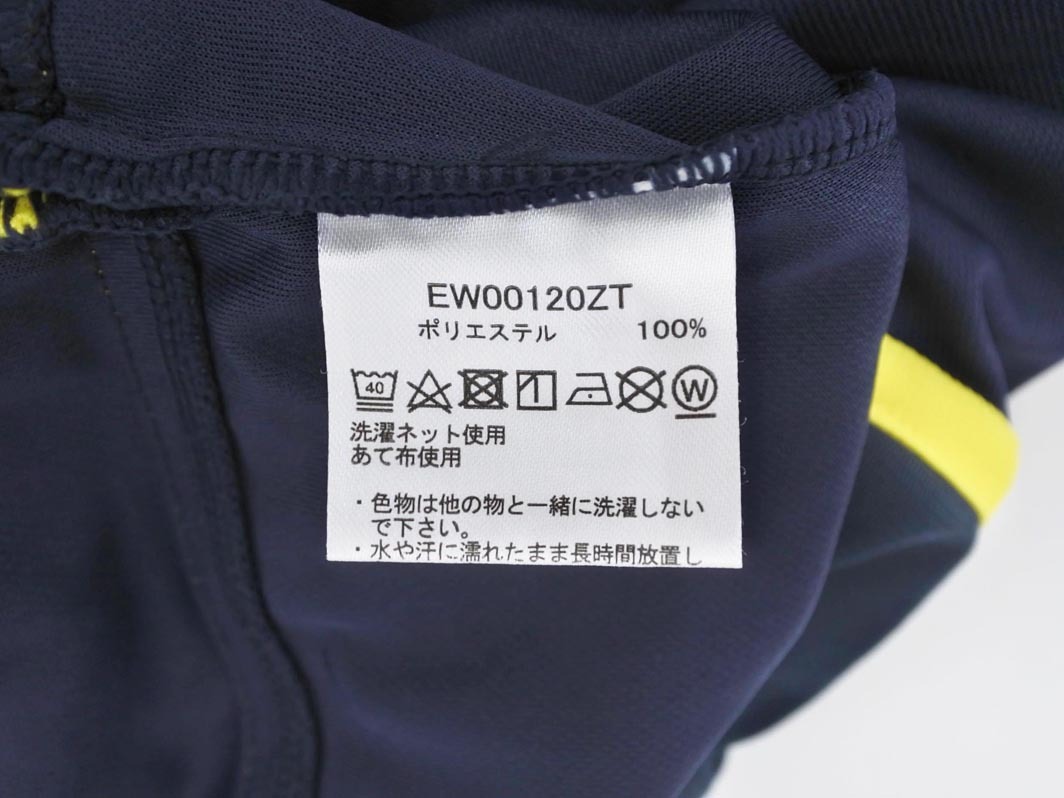 EW00120ZT
ポリエステル 100%
40 1 W
洗濯ネット使用
あて布使用
・色物は他の物と一緒に洗濯しない
で下さい。
・水や汗に濡れたまま長時間放置し